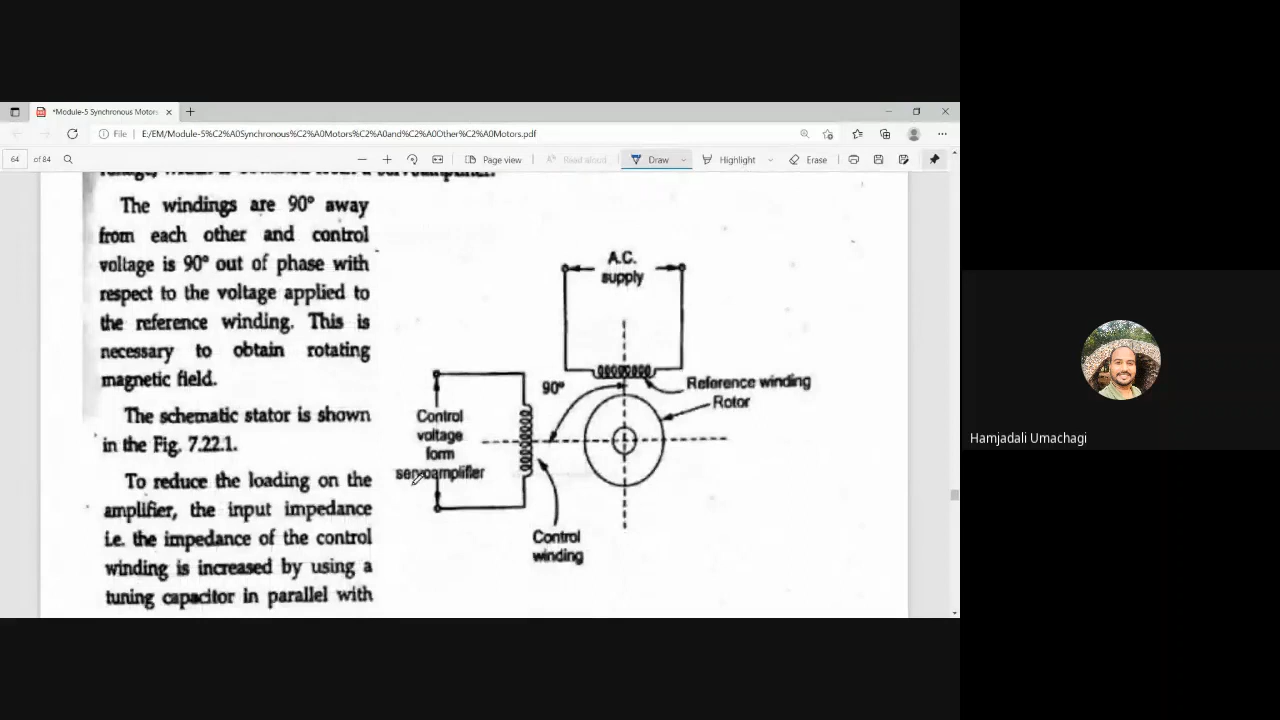 *Module-5 Synchronous Motors
File
E:/EM/Module-5%C2%A0Synchronous%C2%A0Motors%C2%A0and%C2%A0Other%C2%A0Motors.pdf
64 of 84
Page view
Read aloud
Draw
Highlight
Erase
The windings are 90° away
from each other and control
voltage is 90° out of phase with
respect to the voltage applied to
the reference winding. This is
necessary to obtain rotating
magnetic field.
The schematic stator is shown
in the Fig. 7.22.1.
To reduce the loading on the
amplifier, the input impedance
i.e. the impedance of the control
winding is increased by using a
tuning capacitor in parallel with
A.C.
supply
90°
Reference winding
Rotor
Control
voltage
form
servoamplifier
Control
winding
Hamjadali Umachagi